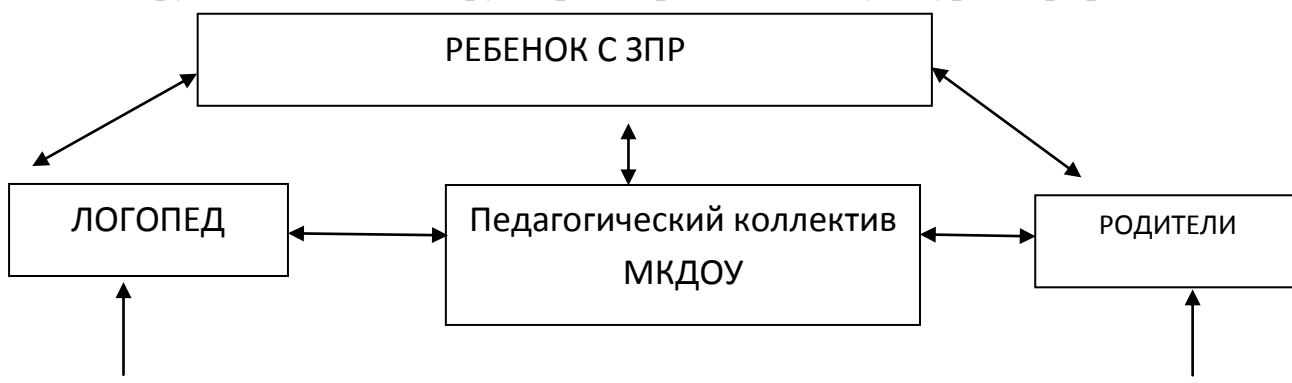 РЕБЕНОК С ЗПР
ЛОГОПЕД
Педагогический коллектив
МКДОУ
РОДИТЕЛИ